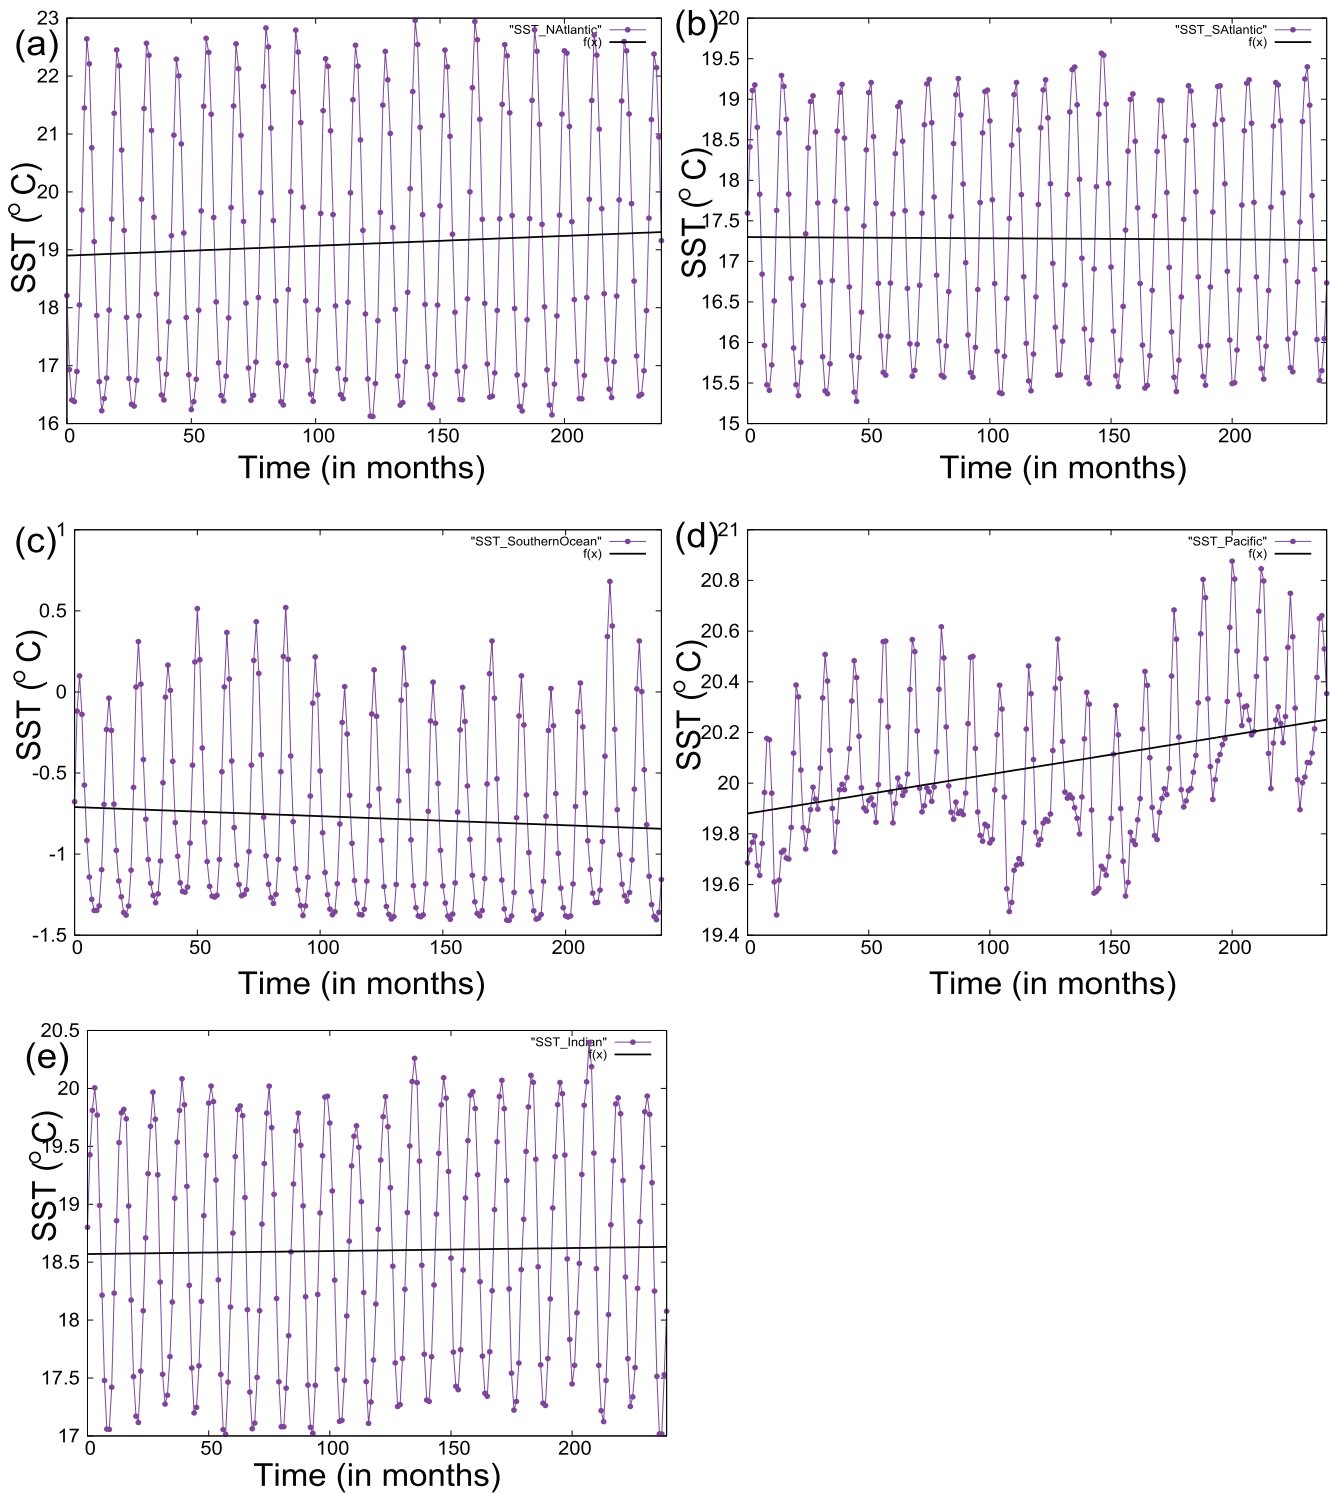 (a)
"SST_NAtlantic"
f(x)
23
22
21
20
19
18
17
16
SST (° C)
0 50 100 150 200
Time (in months)
(b)
"SST_SAtlantic"
f(x)
20
19.5
19
18.5
18
17.5
17
16.5
16
15.5
15
SST (° C)
0 50 100 150 200
Time (in months)
(c)
"SST_SouthernOcean"
f(x)
1
0.5
0
-0.5
-1
-1.5
SST (° C)
0 50 100 150 200
Time (in months)
(d)
"SST_Pacific"
f(x)
21
20.8
20.6
20.4
20.2
20
19.8
19.6
19.4
SST (° C)
0 50 100 150 200
Time (in months)
(e)
"SST_Indian"
f(x)
20.5
20
19.5
19
18.5
18
17.5
17
SST (° C)
0 50 100 150 200
Time (in months)